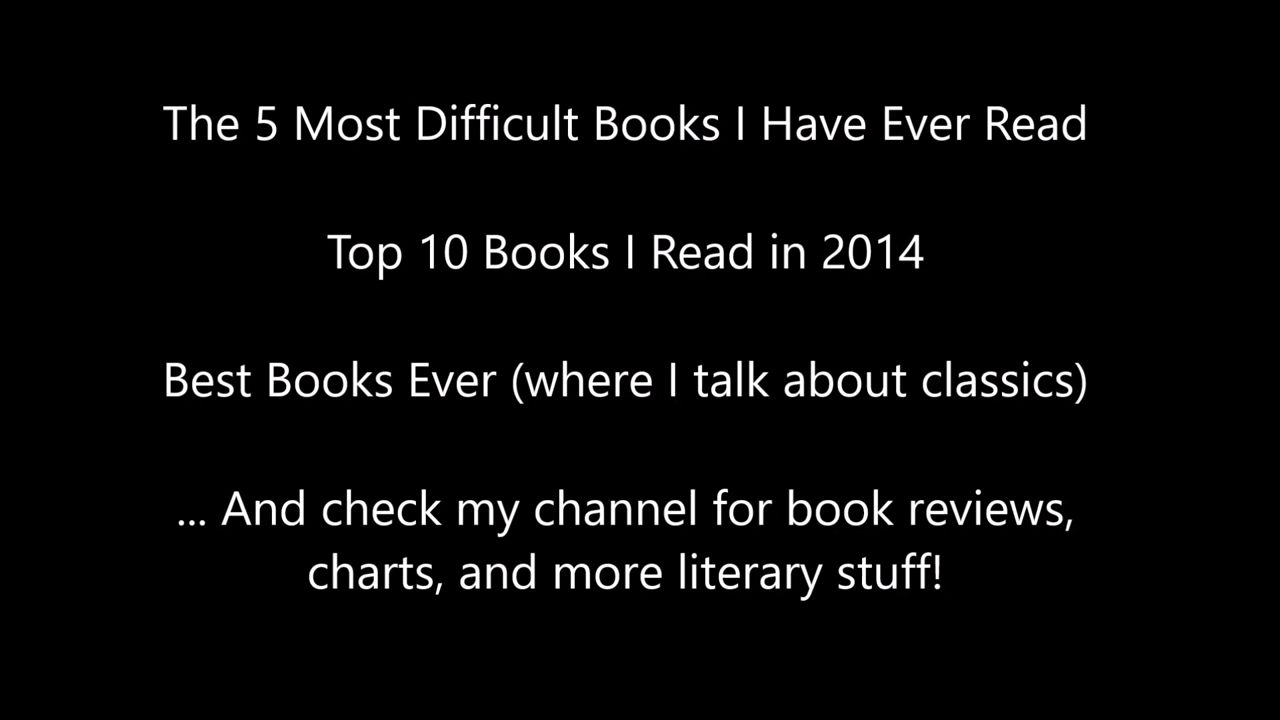 The 5 Most Difficult Books I Have Ever Read
Top 10 Books I Read in 2014
Best Books Ever (where I talk about classics)
... And check my channel for book reviews,
charts, and more literary stuff!